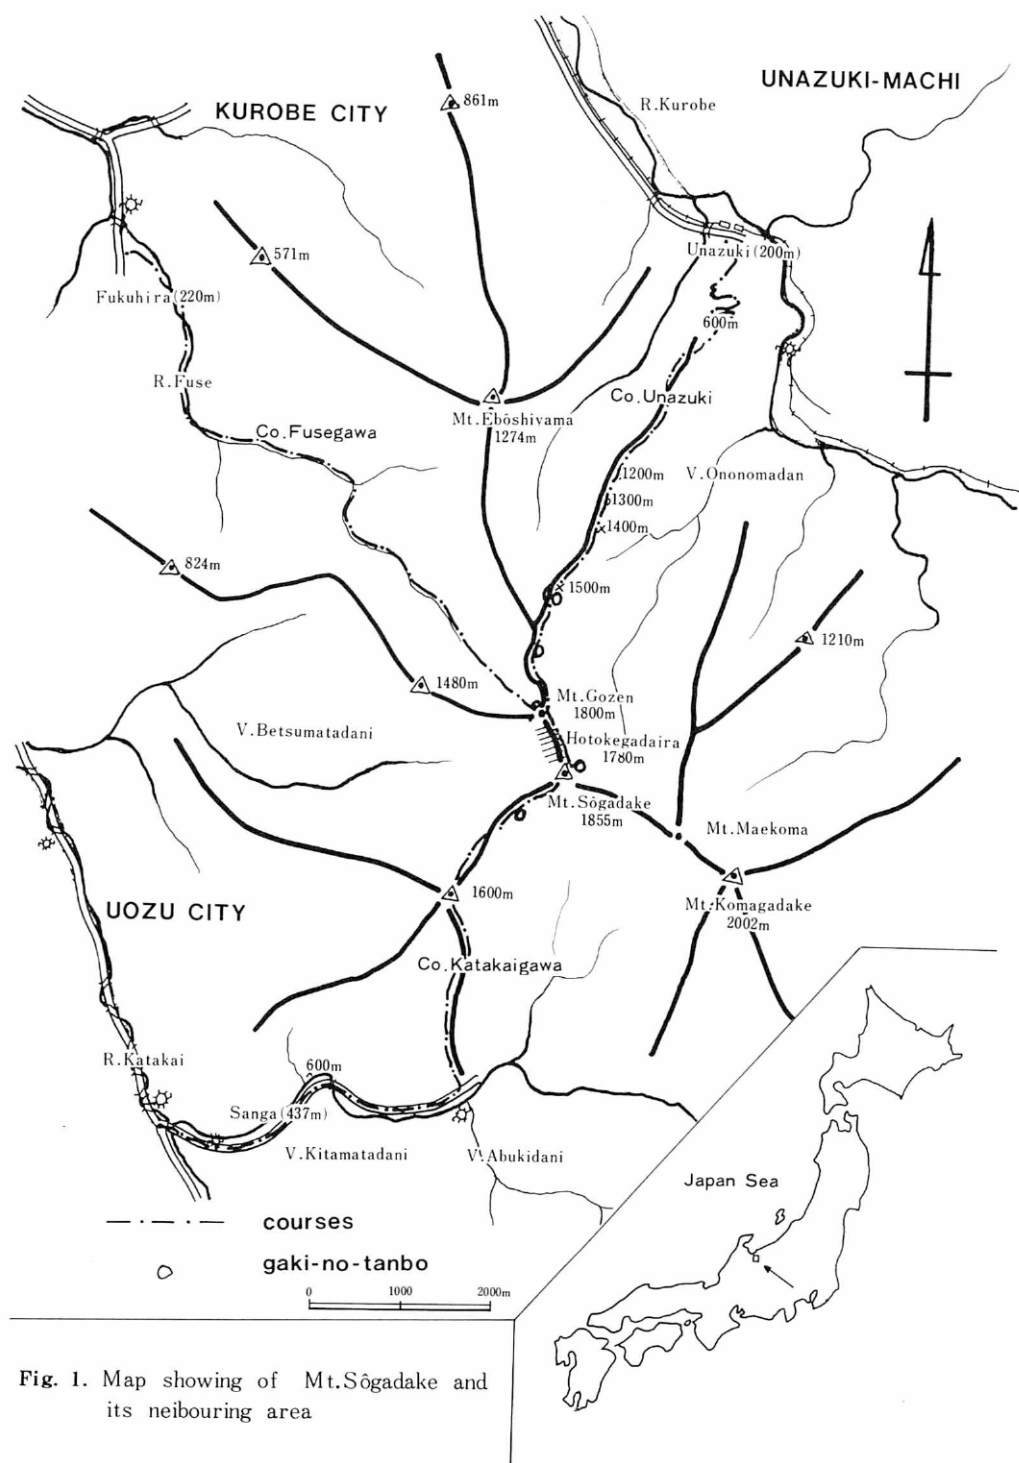 UNAZUKI-MACHI
861m
R.Kurobe
KUROBE CITY
571m
Unazuki(200m)
Fukuhira(220m)
600m
R.Fuse
Co.Unazuki
Mt.Ebôshiyama
1274m
Co.Fusegawa
1200m
V.Ononomadan
1300m
1400m
824m
1500m
1210m
1480m
Mt.Gozen
1800m
V.Betsumatadani
Hotokegadaira
1780m
Mt.Sôgadake
1855m
Mt.Maekoma
1600m
UOZU CITY
Mt.Komagadake
2002m
Co.Katakaigawa
R.Katakai
600m
Sanga(437m)
V.Kitamatadani
V.Abukidani
Japan Sea
courses
gaki-no-tanbo
0 1000 2000m
Fig. 1. Map showing of Mt.Sôgadake and
its neibouring area